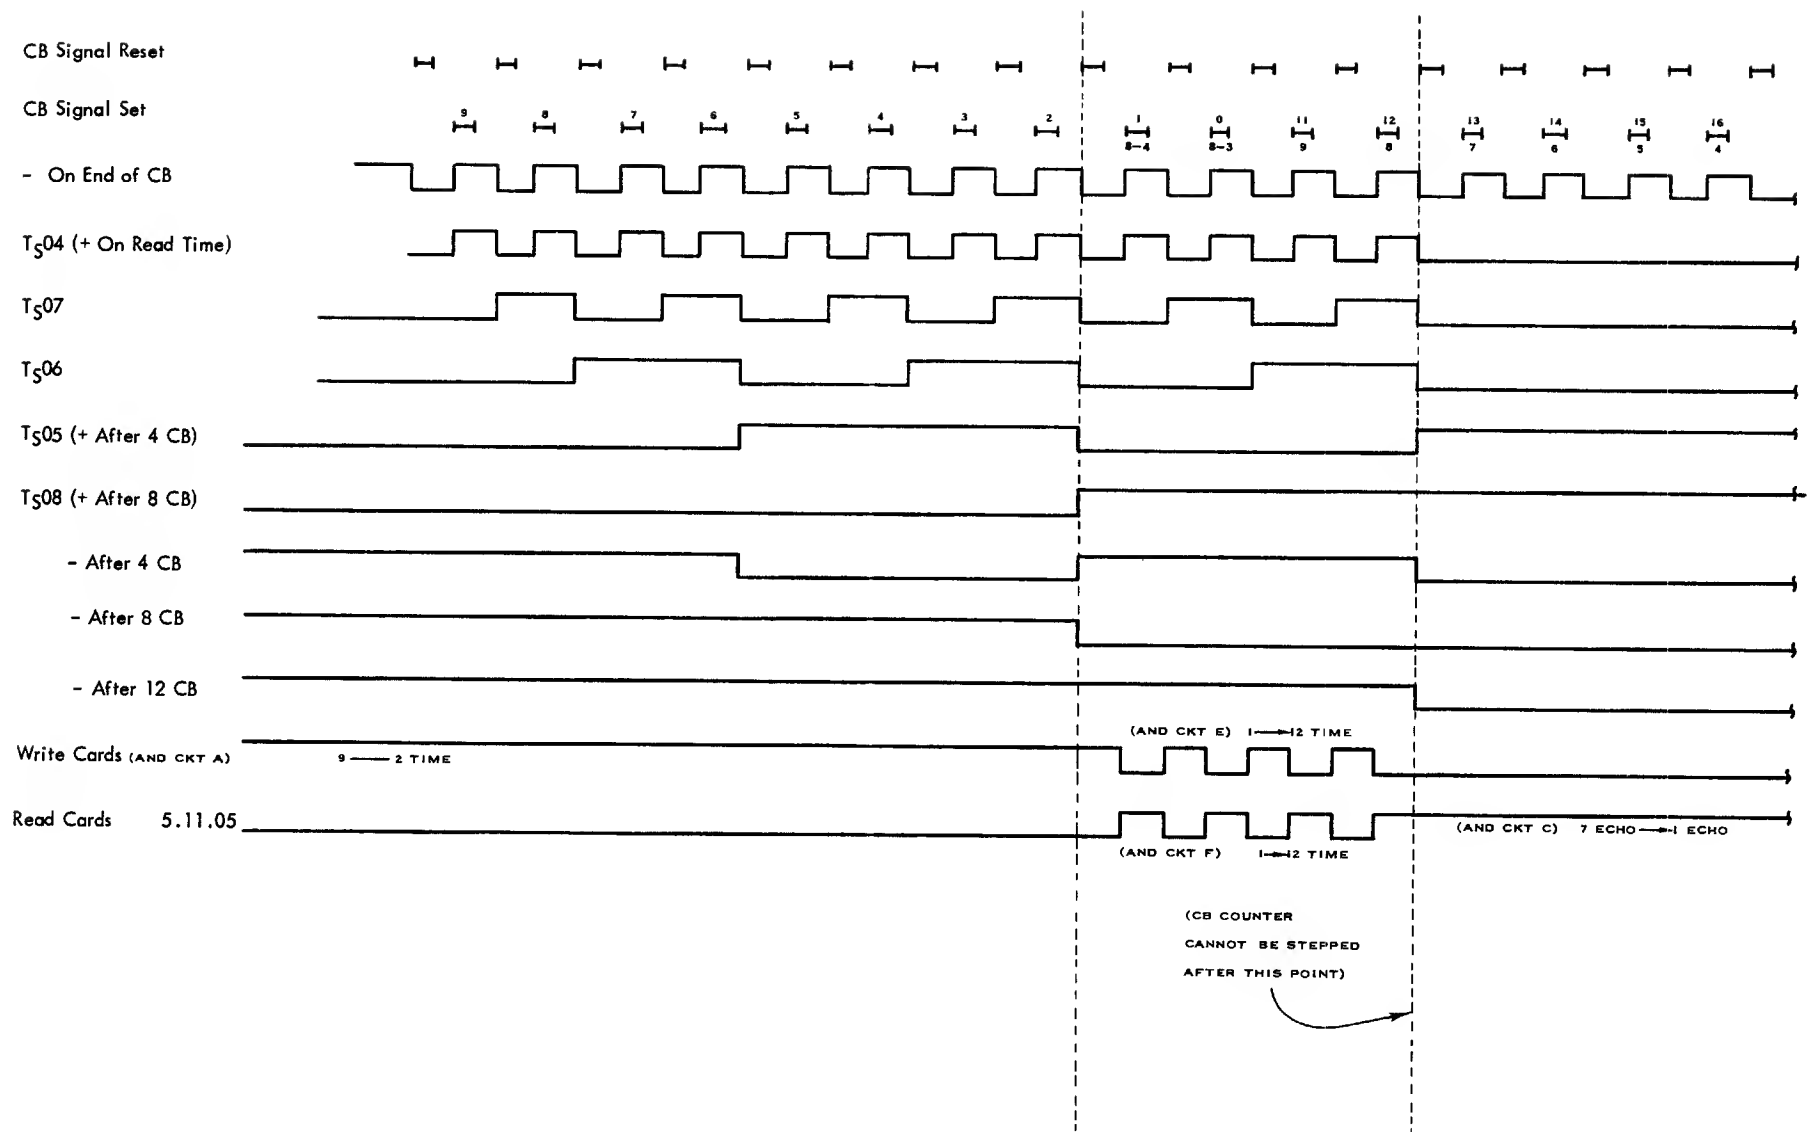 CB Signal Reset
CB Signal Set
9 8 7 6 5 4 3 2 1 0 11 12 13 14 15 16
8-4 8-3 9 8 7 6 5 4
- On End of CB
TS04 (+ On Read Time)
TS07
TS06
TS05 (+ After 4 CB)
TS08 (+ After 8 CB)
- After 4 CB
- After 8 CB
- After 12 CB
(AND CKT E) 1→12 TIME
Write Cards (AND CKT A) 9 — 2 TIME
Read Cards 5.11.05
(AND CKT C) 7 ECHO→1 ECHO
(AND CKT F) 1→12 TIME
(CB COUNTER
CANNOT BE STEPPED
AFTER THIS POINT)